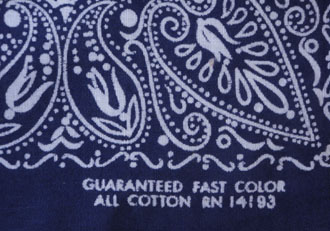 GUARANTEED FAST COLOR
ALL COTTON RN 14193